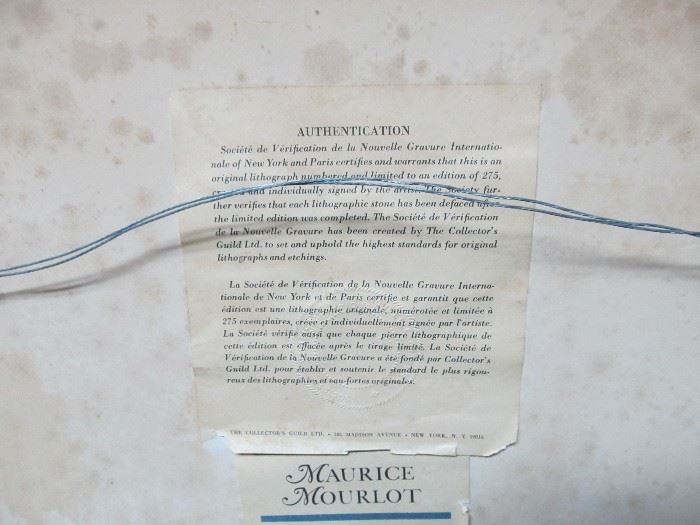 AUTHENTICATION
Société de Vérification de la Nouvelle Gravure Internatio-
nale of New York and Paris certifies and warrants that this is an
original lithograph numbered and limited to an edition of 275,
and individually signed by the artist. The Society fur-
ther verifies that each lithographic stone has been defaced after
the limited edition was completed. The Société de Vérification
de la Nouvelle Gravure has been created by The Collector's
Guild Ltd. to set and uphold the highest standards for original
lithographs and etchings.
La Société de Vérification de la Nouvelle Gravure Interna-
tionale de New York et de Paris certifie et garantit que cette
édition est une lithographie originale, numérotée et limitée à
275 exemplaires, créée et individuellement signée par l'artiste.
La Société vérifie aussi que chaque pierre lithographique de
cette édition est effacée après le tirage limité. La Société de
Vérification de la Nouvelle Gravure a été fondé par Collector's
Guild Ltd. pour établir et soutenir le standard le plus rigou-
reux des lithographies et eau-fortes originales.
THE COLLECTOR'S GUILD LTD. • MADISON AVENUE • NEW YORK, N. Y.
MAURICE
MOURLOT